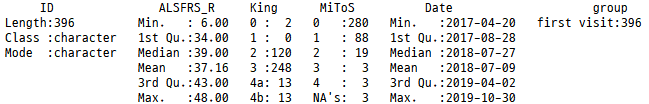 ID ALSFRS_R King MiToS Date group
Length:396 Min. : 6.00 0 : 2 0 :280 Min. :2017-04-20 first visit:396
Class :character 1st Qu.:34.00 1 : 0 1 : 88 1st Qu.:2017-08-28
Mode :character Median :39.00 2 :120 2 : 19 Median :2018-07-27
Mean :37.16 3 :248 3 : 3 Mean :2018-07-09
3rd Qu.:43.00 4a: 13 4 : 3 3rd Qu.:2019-04-02
Max. :48.00 4b: 13 NA's: 3 Max. :2019-10-30